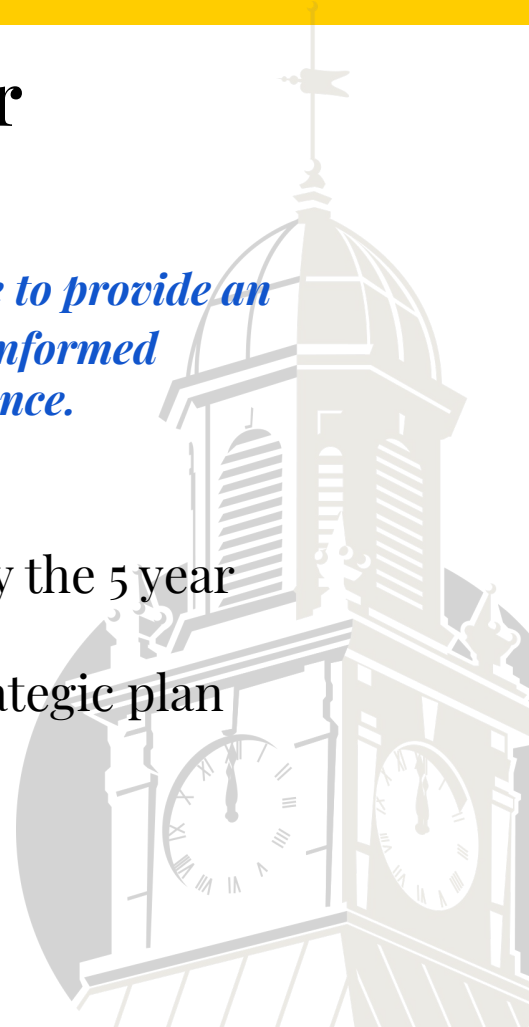 r
to provide an
nformed
nce.
y the 5 year
ategic plan